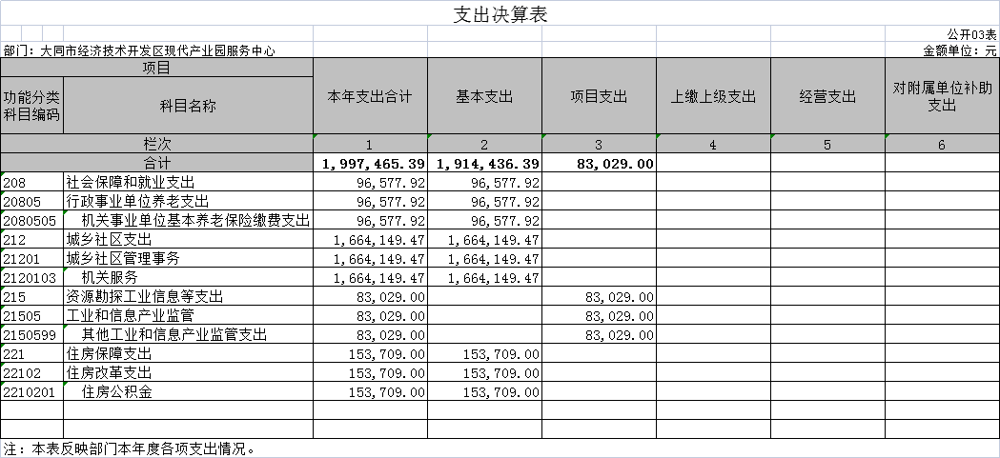 支出决算表
公开03表
部门：大同市经济技术开发区现代产业园服务中心 金额单位：元
项目 本年支出合计 基本支出 项目支出 上缴上级支出 经营支出 对附属单位补助支出
功能分类科目编码 科目名称
栏次 1 2 3 4 5 6
合计 1,997,465.39 1,914,436.39 83,029.00
208 社会保障和就业支出 96,577.92 96,577.92
20805 行政事业单位养老支出 96,577.92 96,577.92
2080505 机关事业单位基本养老保险缴费支出 96,577.92 96,577.92
212 城乡社区支出 1,664,149.47 1,664,149.47
21201 城乡社区管理事务 1,664,149.47 1,664,149.47
2120103 机关服务 1,664,149.47 1,664,149.47
215 资源勘探工业信息等支出 83,029.00 83,029.00
21505 工业和信息产业监管 83,029.00 83,029.00
2150599 其他工业和信息产业监管支出 83,029.00 83,029.00
221 住房保障支出 153,709.00 153,709.00
22102 住房改革支出 153,709.00 153,709.00
2210201 住房公积金 153,709.00 153,709.00
注：本表反映部门本年度各项支出情况。